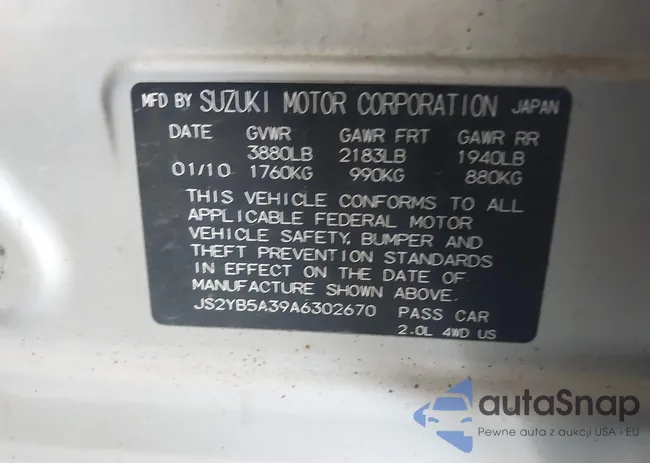 MFD BY SUZUKI MOTOR CORPORATION JAPAN
DATE GVWR GAWR FRT GAWR RR
3880LB 2183LB 1940LB
01/10 1760KG 990KG 880KG
THIS VEHICLE CONFORMS TO ALL
APPLICABLE FEDERAL MOTOR
VEHICLE SAFETY, BUMPER AND
THEFT PREVENTION STANDARDS
IN EFFECT ON THE DATE OF
MANUFACTURE SHOWN ABOVE.
JS2YB5A39A6302670 PASS CAR
2.0L 4WD US
autaSnap
Pewne auta z aukcji USA i EU